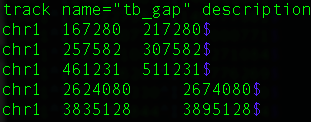 track name="tb_gap" description
chr1 167280 217280$
chr1 257582 307582$
chr1 461231 511231$
chr1 2624080 2674080$
chr1 3835128 3895128$